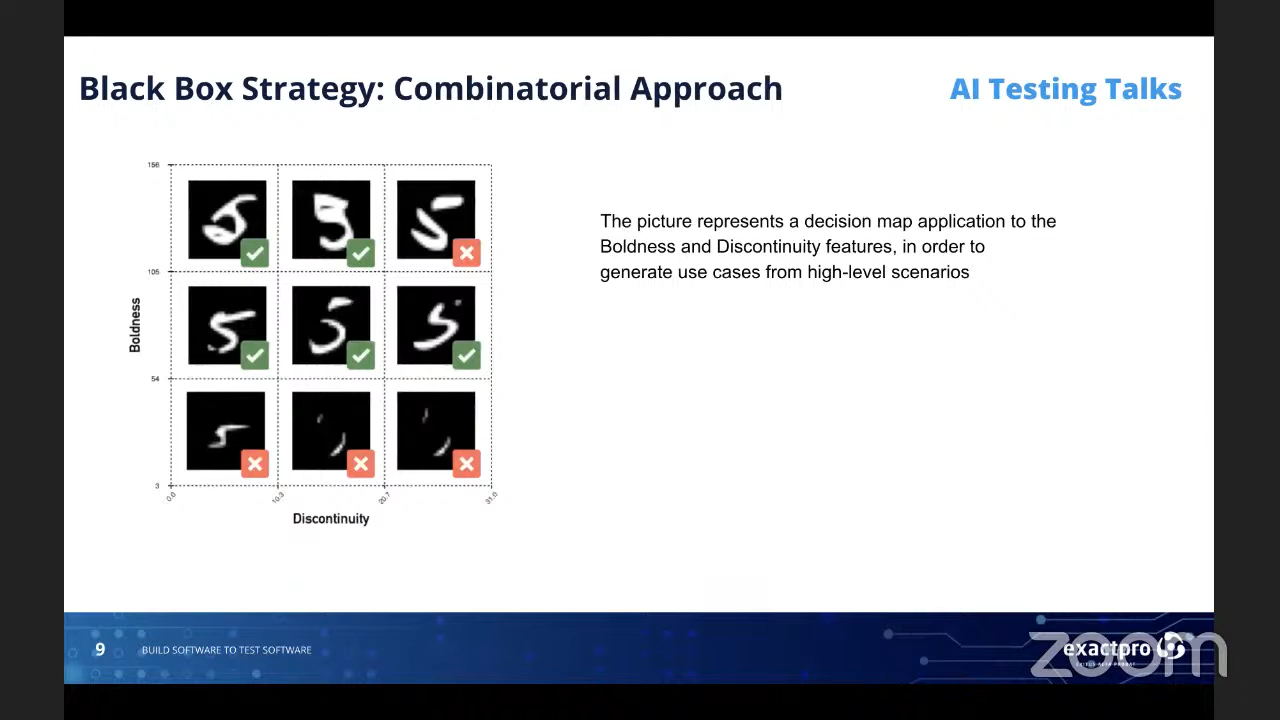 Black Box Strategy: Combinatorial Approach
AI Testing Talks
156
105
54
3
Boldness
0.0
10.3
20.7
31.0
Discontinuity
The picture represents a decision map application to the
Boldness and Discontinuity features, in order to
generate use cases from high-level scenarios
9
BUILD SOFTWARE TO TEST SOFTWARE
exactpro
zoom